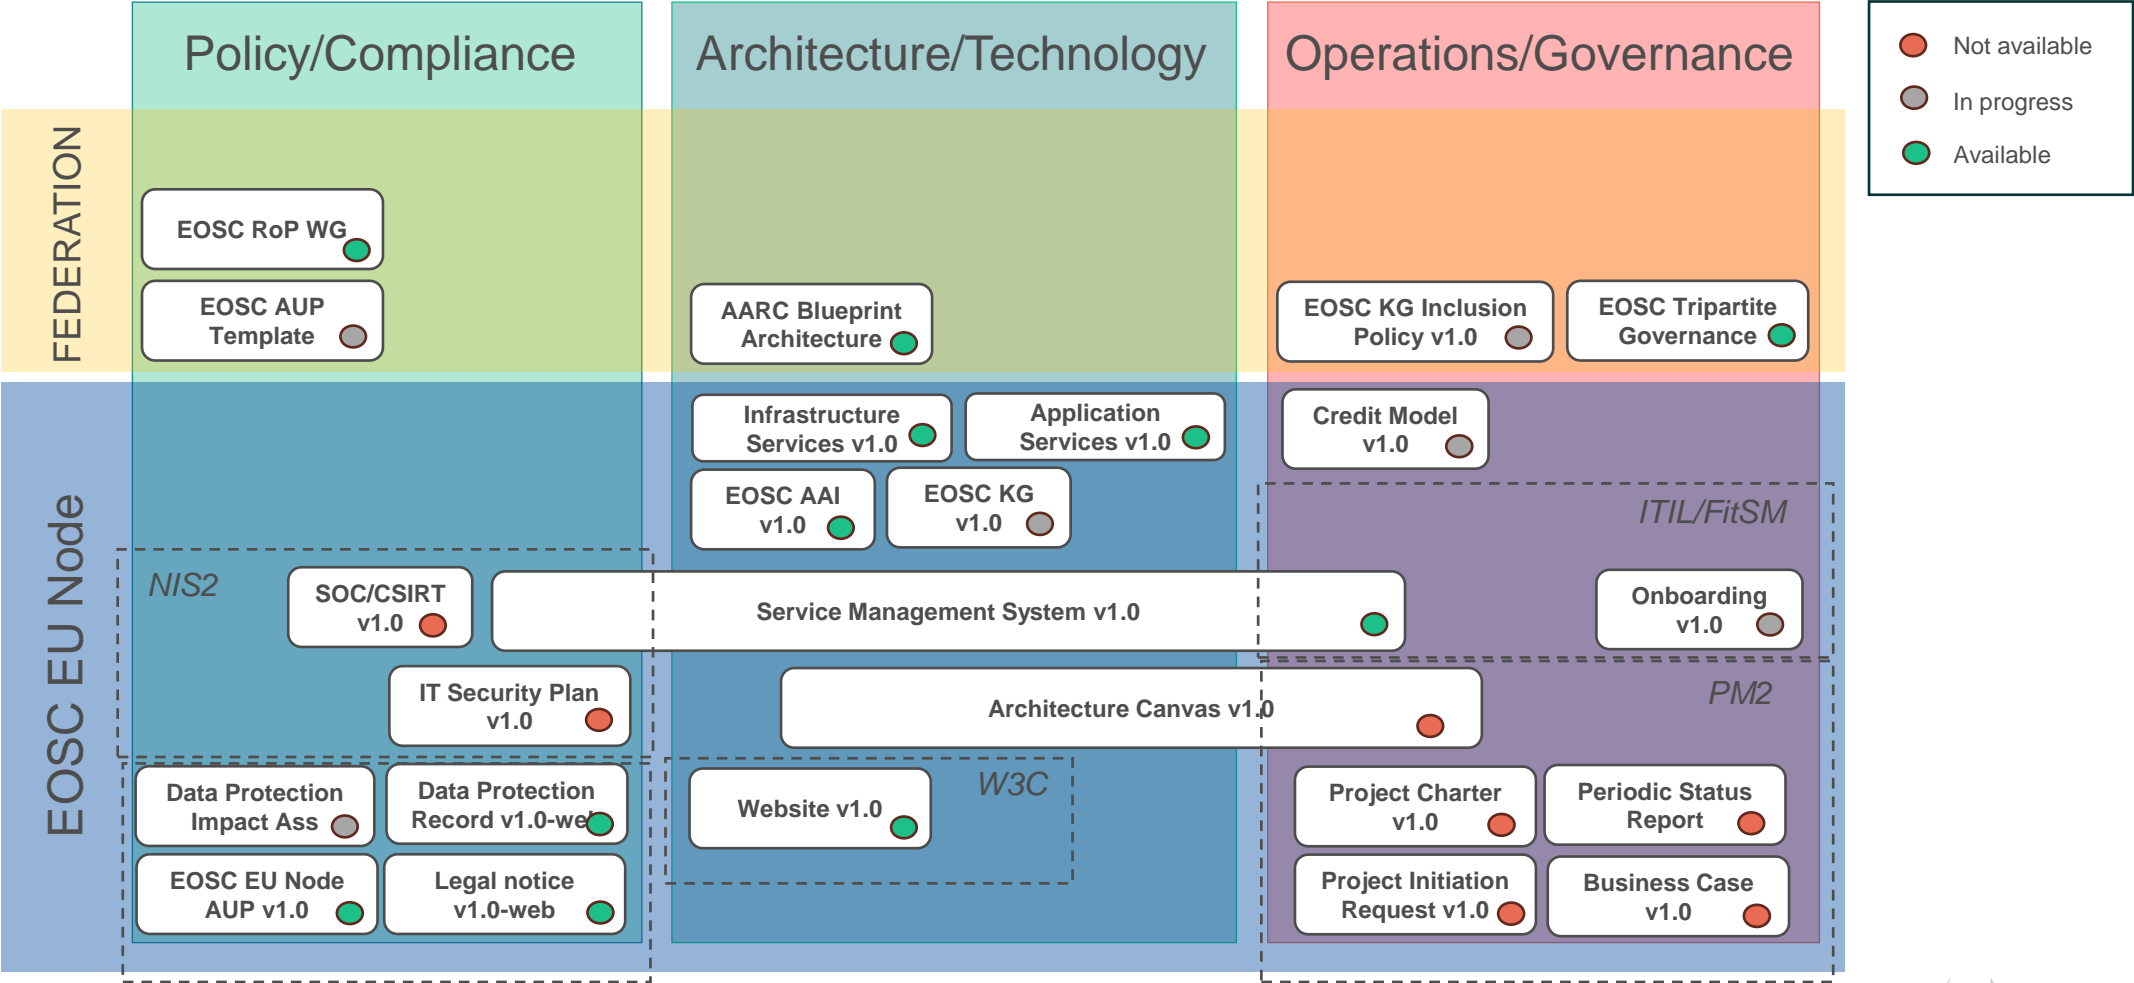 Policy/Compliance
Architecture/Technology
Operations/Governance
Not available
In progress
Available
FEDERATION
EOSC RoP WG
EOSC AUP
Template
AARC Blueprint
Architecture
EOSC KG Inclusion
Policy v1.0
EOSC Tripartite
Governance
EOSC EU Node
Infrastructure
Services v1.0
Application
Services v1.0
Credit Model
v1.0
EOSC AAI
v1.0
EOSC KG
v1.0
ITIL/FitSM
NIS2
SOC/CSIRT
v1.0
Service Management System v1.0
Onboarding
v1.0
IT Security Plan
v1.0
Architecture Canvas v1.0
PM2
Data Protection
Impact Ass
Data Protection
Record v1.0-web
Website v1.0
W3C
Project Charter
v1.0
Periodic Status
Report
EOSC EU Node
AUP v1.0
Legal notice
v1.0-web
Project Initiation
Request v1.0
Business Case
v1.0